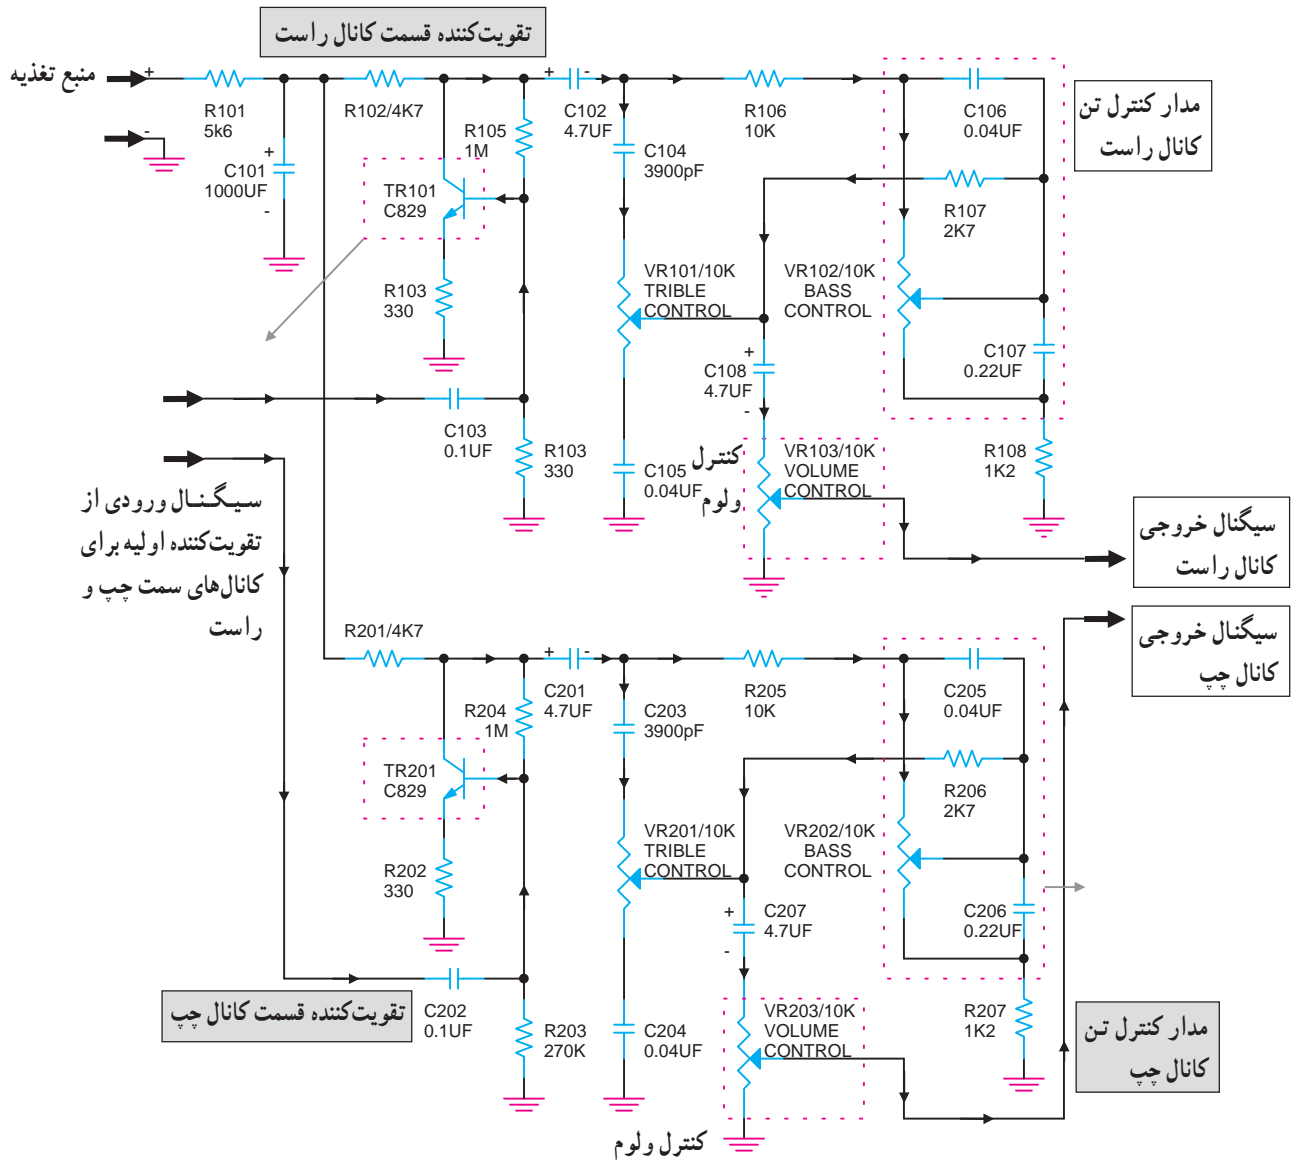 تقویت‌کننده قسمت کانال راست
منبع تغذیه
+
-
R101
5k6
C101
1000UF
+
-
R102/4K7
R105
1M
TR101
C829
R103
330
C103
0.1UF
R103
330
+
-
C102
4.7UF
C104
3900pF
VR101/10K
TRIBLE
CONTROL
C105
0.04UF
R106
10K
C106
0.04UF
R107
2K7
VR102/10K
BASS
CONTROL
C107
0.22UF
R108
1K2
+
C108
4.7UF
-
کنترل
ولوم
VR103/10K
VOLUME
CONTROL
مدار کنترل تن
کانال راست
سیگنال خروجی
کانال راست
سیگنال خروجی
کانال چپ
سیـگـنـال ورودی از
تقویت‌کننده اولیه برای
کانال‌های سمت چپ و
راست
R201/4K7
R204
1M
TR201
C829
R202
330
C202
0.1UF
R203
270K
+
-
C201
4.7UF
C203
3900pF
VR201/10K
TRIBLE
CONTROL
C204
0.04UF
R205
10K
C205
0.04UF
R206
2K7
VR202/10K
BASS
CONTROL
C206
0.22UF
R207
1K2
+
C207
4.7UF
-
VR203/10K
VOLUME
CONTROL
تقویت‌کننده قسمت کانال چپ
مدار کنترل تن
کانال چپ
کنترل ولوم